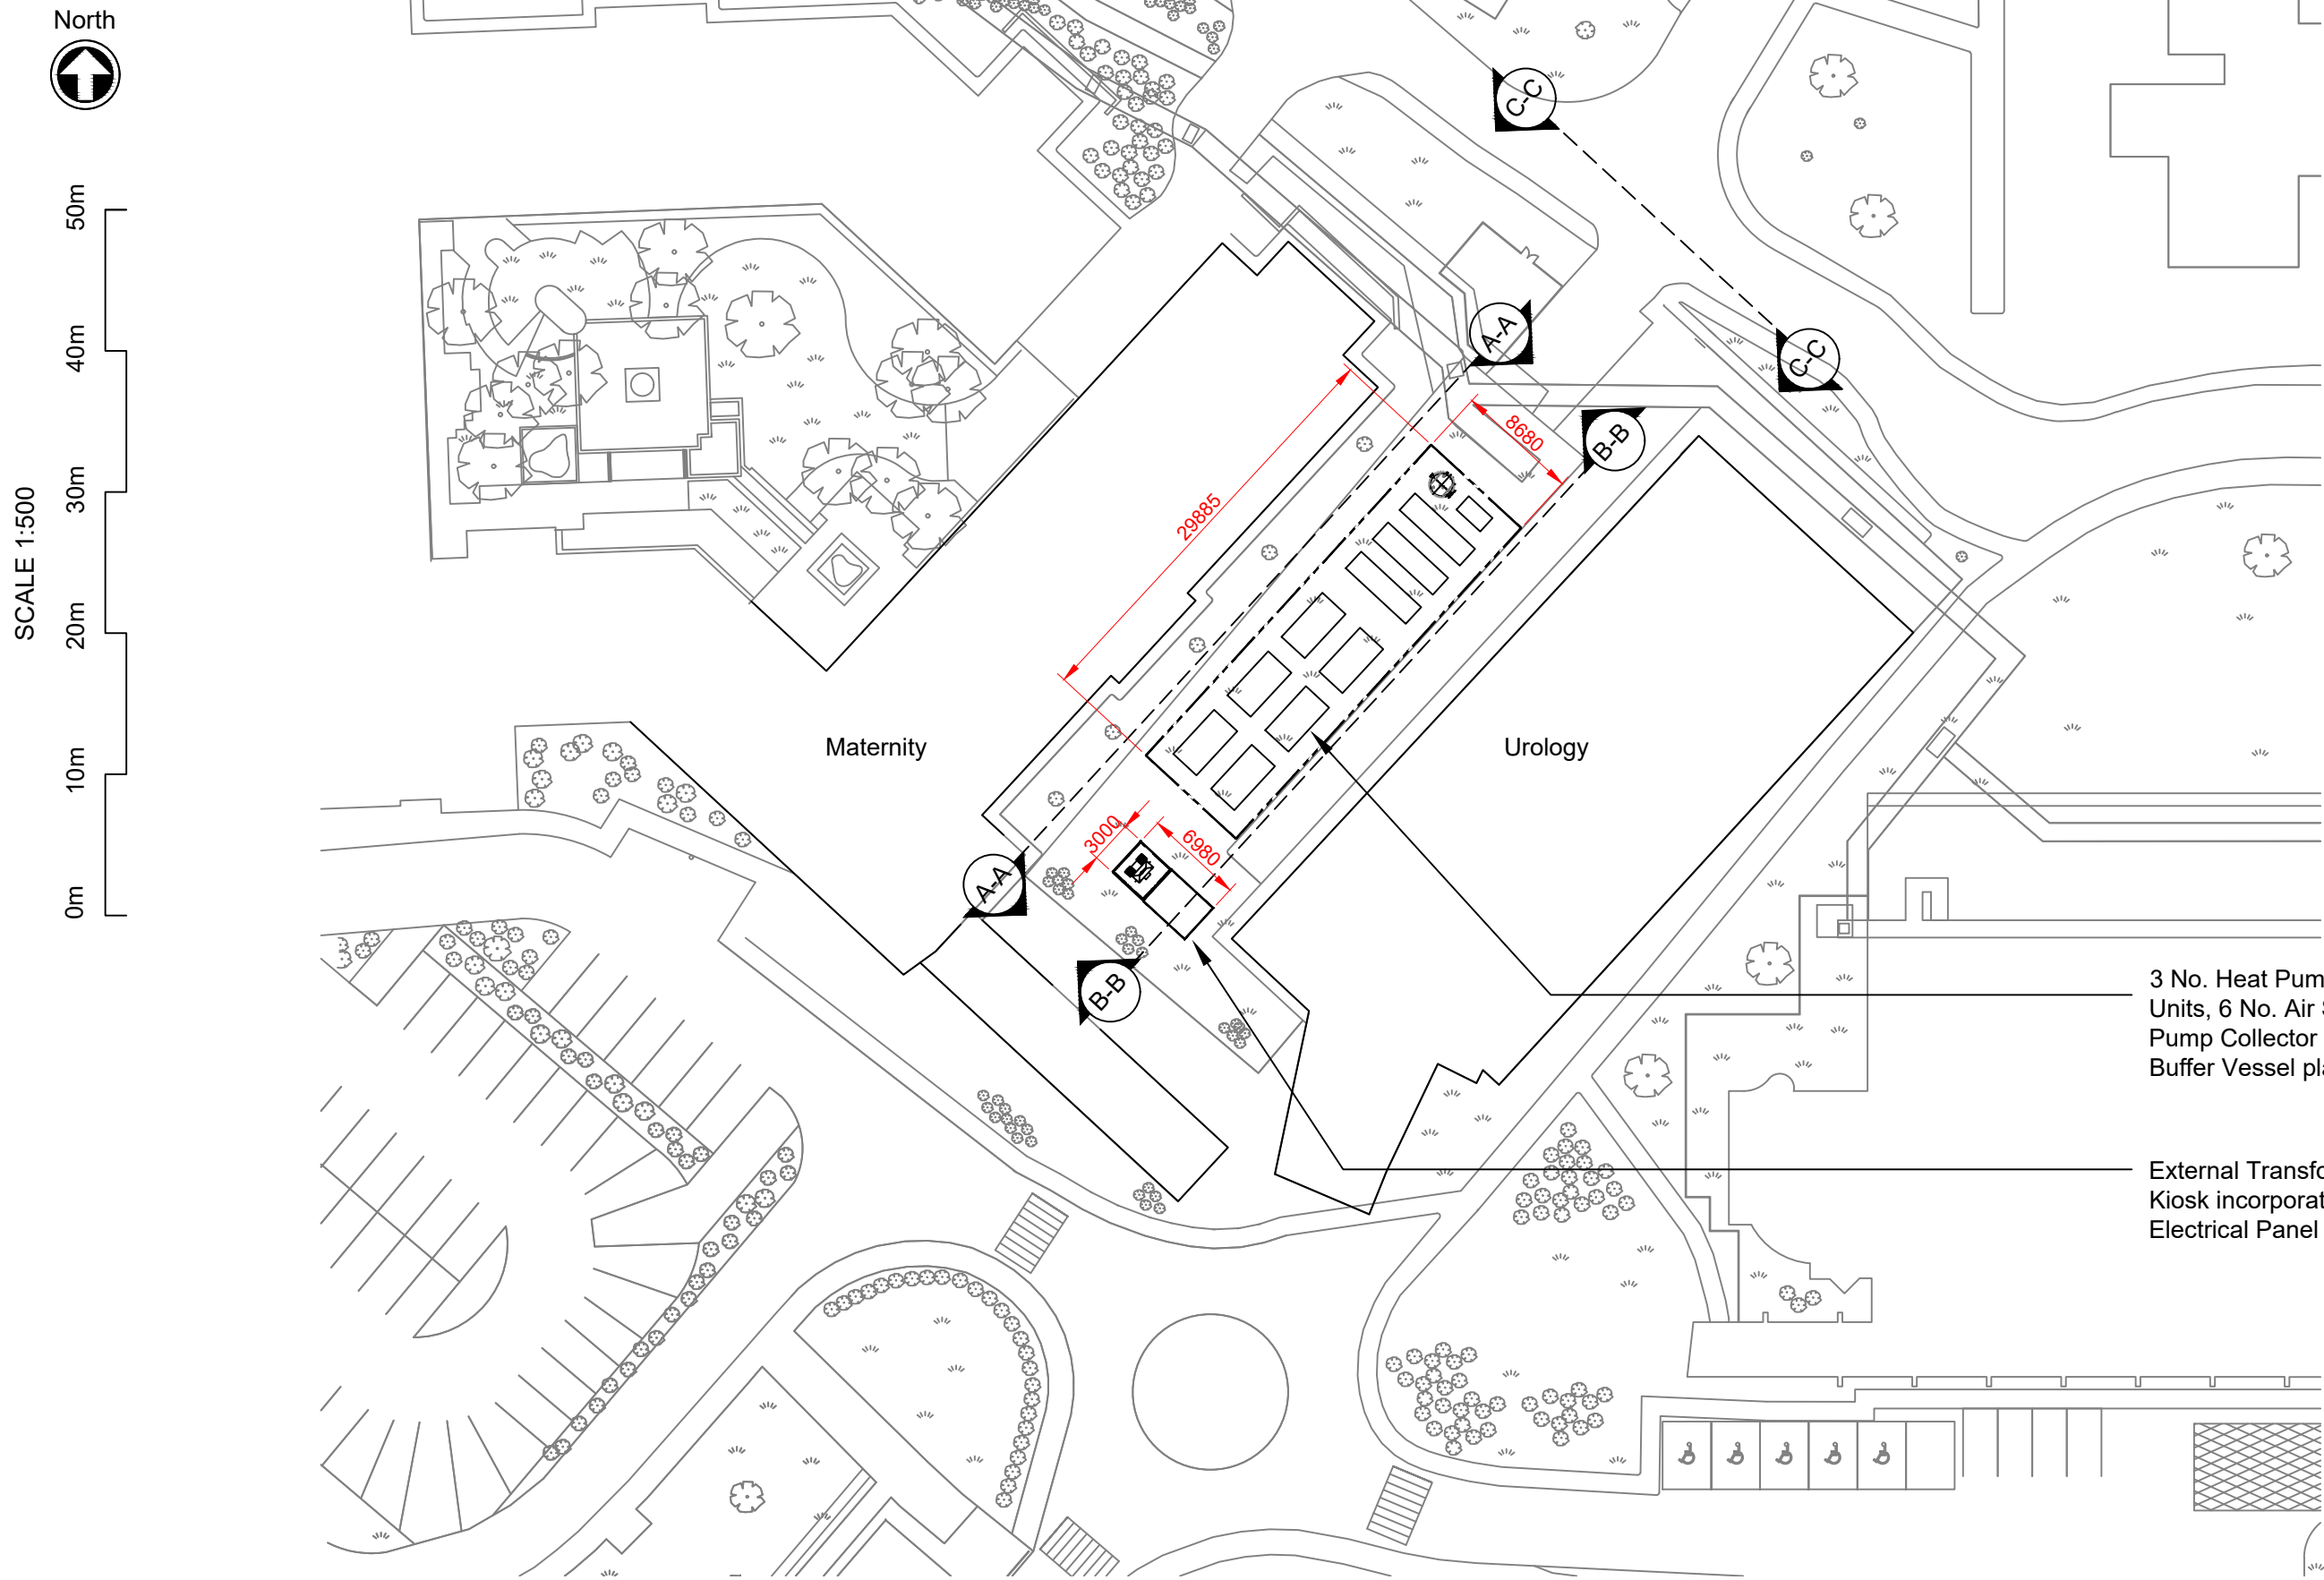 North
C-C
50m
A-A
40m
C-C
8680
B-B
30m
29885
SCALE 1:500
20m
Maternity
Urology
10m
3000
6980
A-A
0m
B-B
3 No. Heat Pum
Units, 6 No. Air
Pump Collector
Buffer Vessel pl
External Transfo
Kiosk incorporat
Electrical Panel